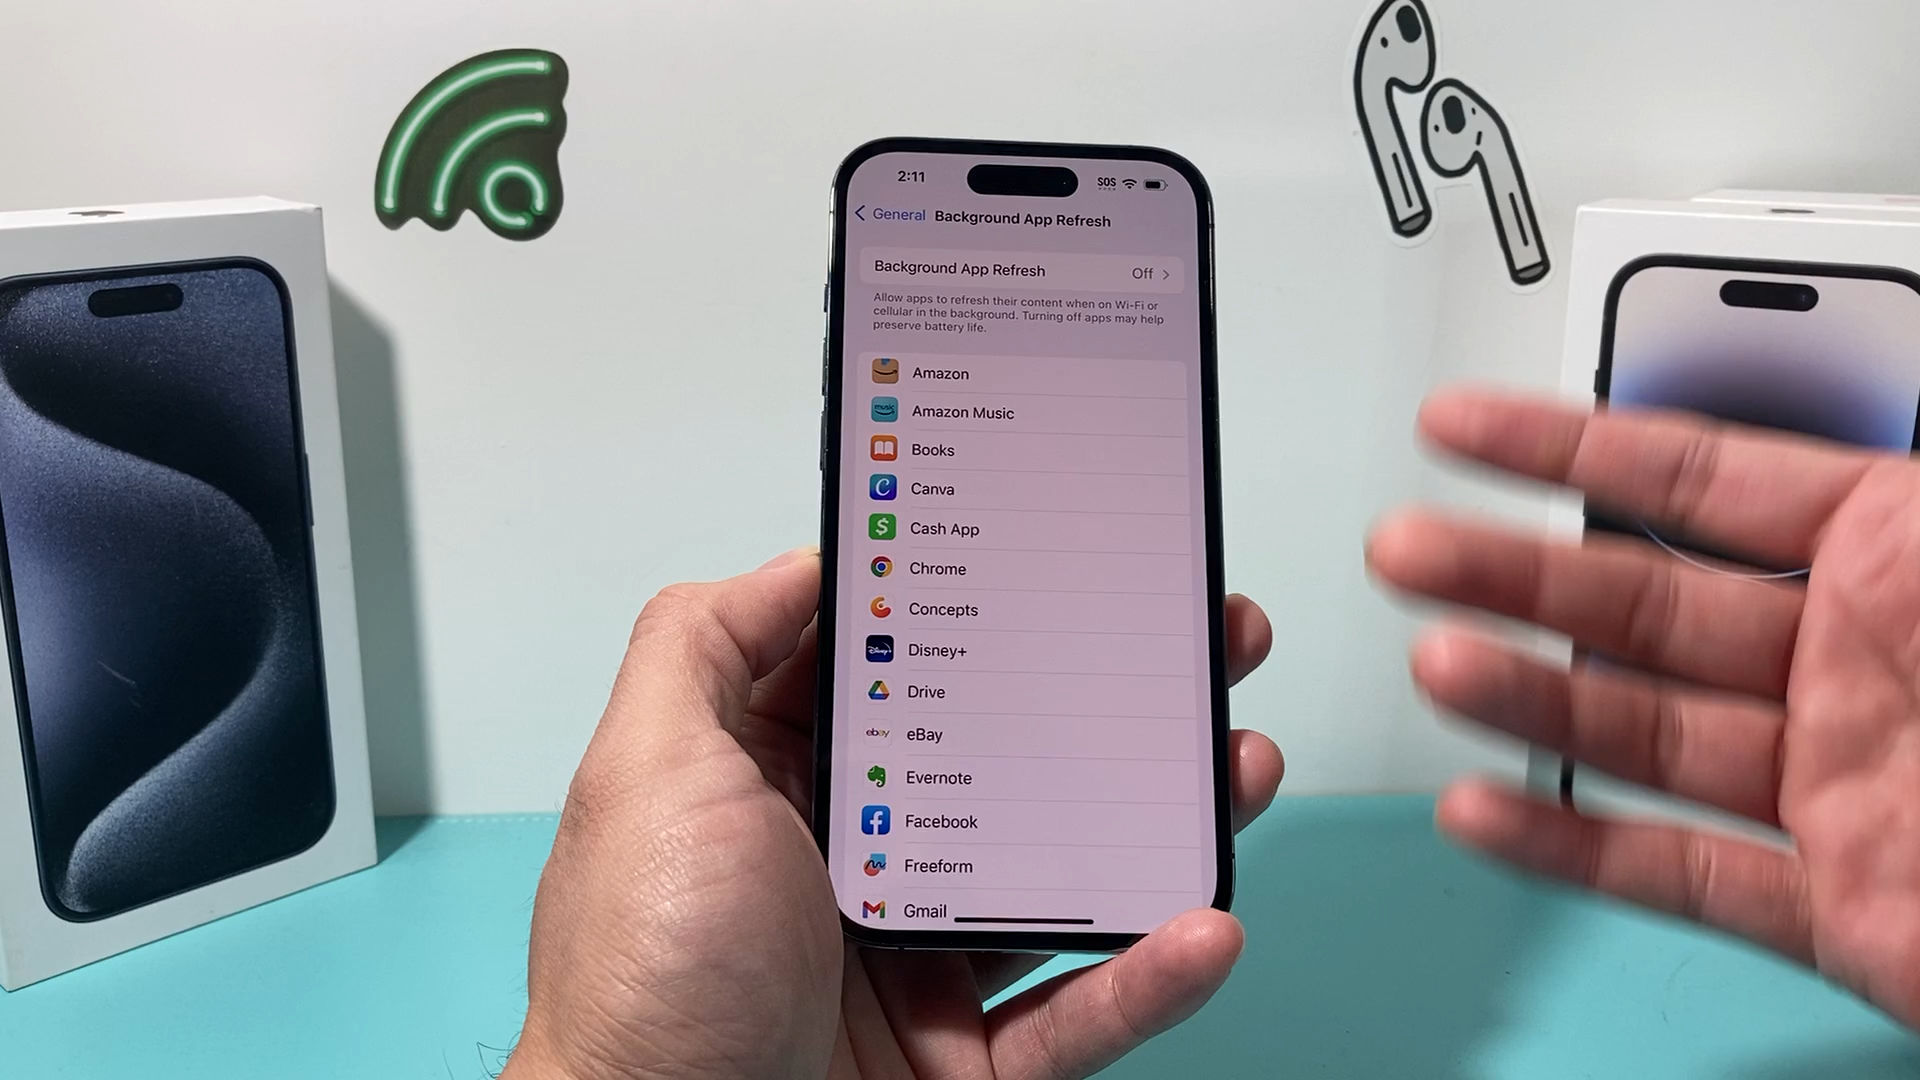 2:11
SOS
General
Background App Refresh
Background App Refresh
Off
Allow apps to refresh their content when on Wi-Fi or
cellular in the background. Turning off apps may help
preserve battery life.
Amazon
music
Amazon Music
Books
Canva
Cash App
Chrome
Concepts
Disney+
Disney+
Drive
ebay
eBay
Evernote
Facebook
Freeform
Gmail